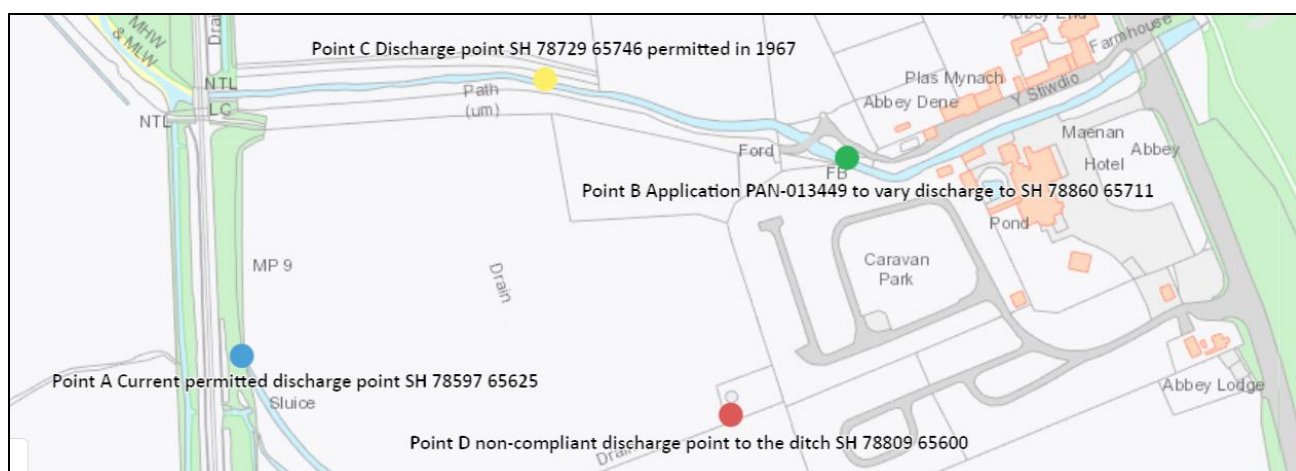 Abbey End
MHW
& MLW
Drain
Point C Discharge point SH 78729 65746 permitted in 1967
Farmhouse
NTL
Path
(um)
Plas Mynach
Y Stiwdio
Abbey Dene
LC
NTL
Maenan
Abbey
Hotel
Ford
FB
Point B Application PAN-013449 to vary discharge to SH 78860 65711
Pond
Caravan
Park
MP 9
Drain
Point A Current permitted discharge point SH 78597 65625
Sluice
Abbey Lodge
Point D non-compliant discharge point to the ditch SH 78809 65600
Drain